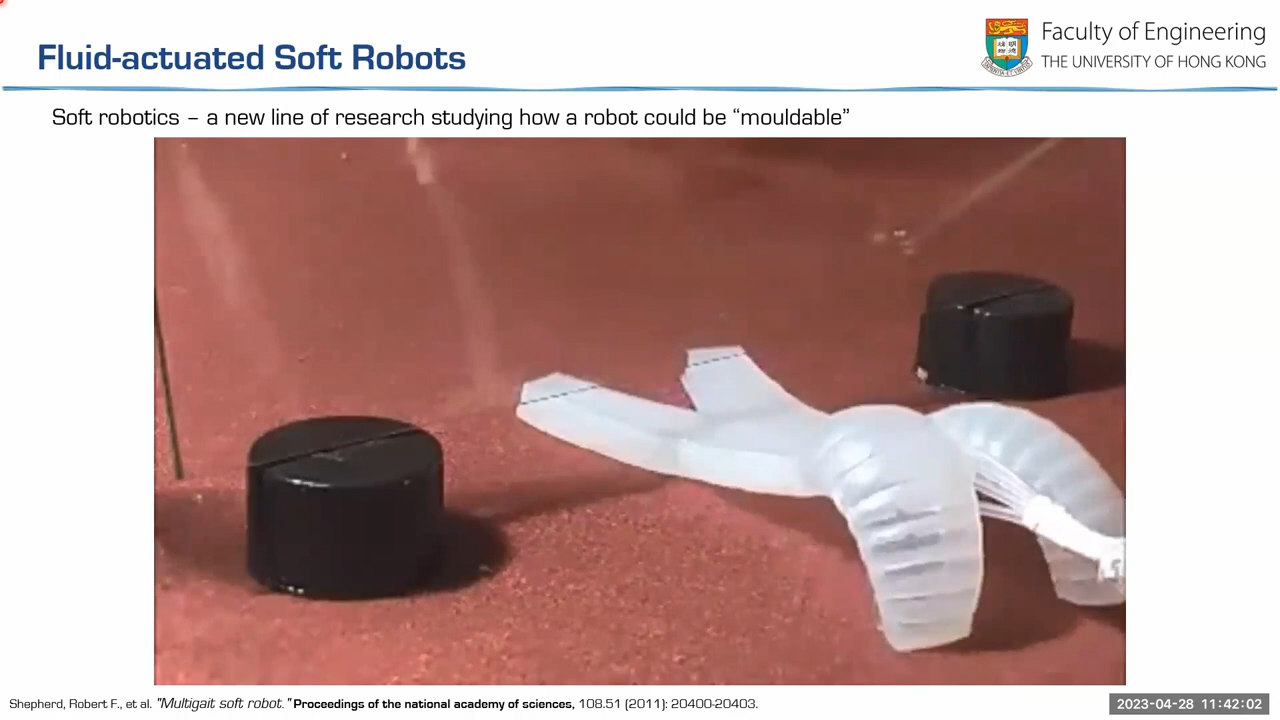 Fluid-actuated Soft Robots
Faculty of Engineering
THE UNIVERSITY OF HONG KONG
Soft robotics – a new line of research studying how a robot could be “mouldable”
Shepherd, Robert F., et al. "Multigait soft robot." Proceedings of the national academy of sciences, 108.51 (2011): 20400-20403.
2023-04-28 11:42:02